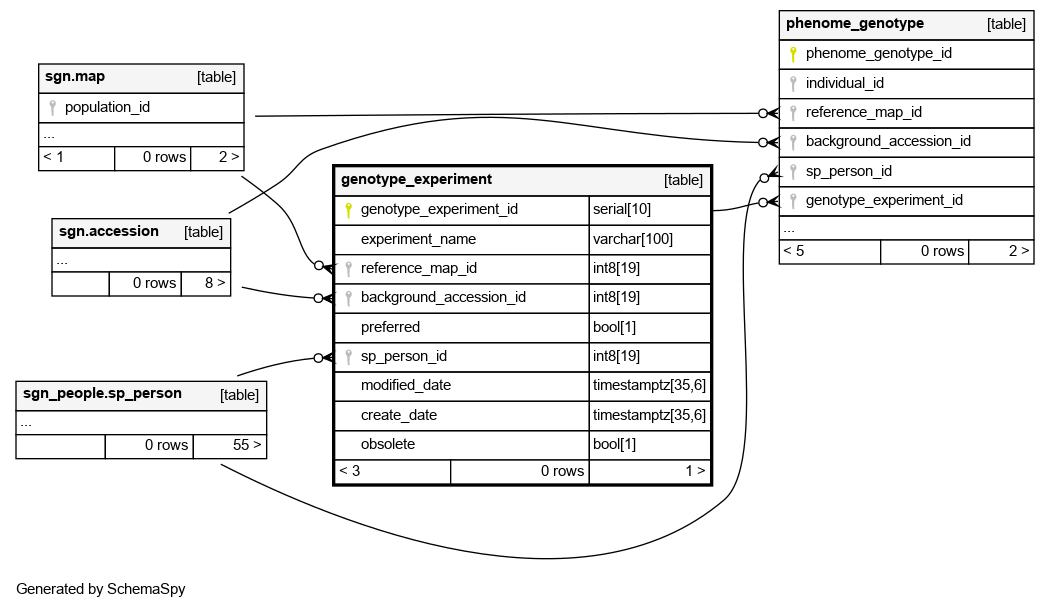 sgn.map [table]
population_id
...
< 1 0 rows 2 >
sgn.accession [table]
...
0 rows 8 >
sgn_people.sp_person [table]
...
0 rows 55 >
genotype_experiment [table]
genotype_experiment_id serial[10]
experiment_name varchar[100]
reference_map_id int8[19]
background_accession_id int8[19]
preferred bool[1]
sp_person_id int8[19]
modified_date timestamptz[35,6]
create_date timestamptz[35,6]
obsolete bool[1]
< 3 0 rows 1 >
phenome_genotype [table]
phenome_genotype_id
individual_id
reference_map_id
background_accession_id
sp_person_id
genotype_experiment_id
...
< 5 0 rows 2 >
Generated by SchemaSpy